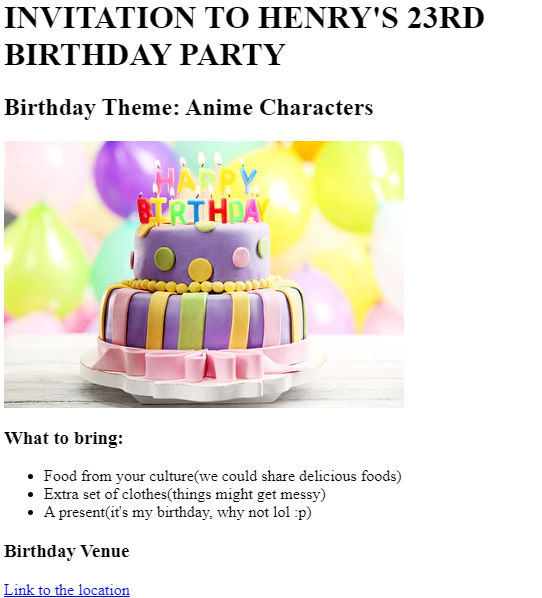 INVITATION TO HENRY'S 23RD
BIRTHDAY PARTY
Birthday Theme: Anime Characters
HAPPY
BIRTHDAY
What to bring:
Food from your culture(we could share delicious foods)
Extra set of clothes(things might get messy)
A present(it's my birthday, why not lol :p)
Birthday Venue
Link to the location